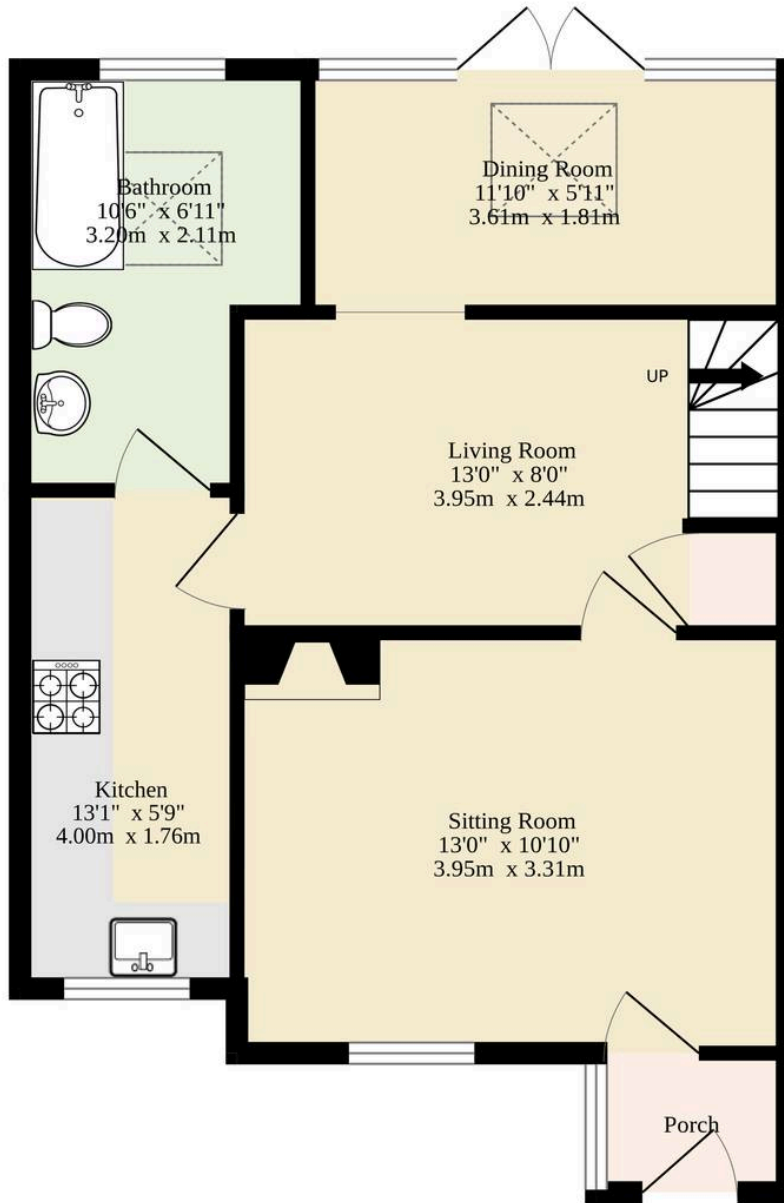 Bathroom
10'6" x 6'11"
3.20m x 2.11m
Dining Room
11'10" x 5'11"
3.61m x 1.81m
UP
Living Room
13'0" x 8'0"
3.95m x 2.44m
Kitchen
13'1" x 5'9"
4.00m x 1.76m
Sitting Room
13'0" x 10'10"
3.95m x 3.31m
Porch